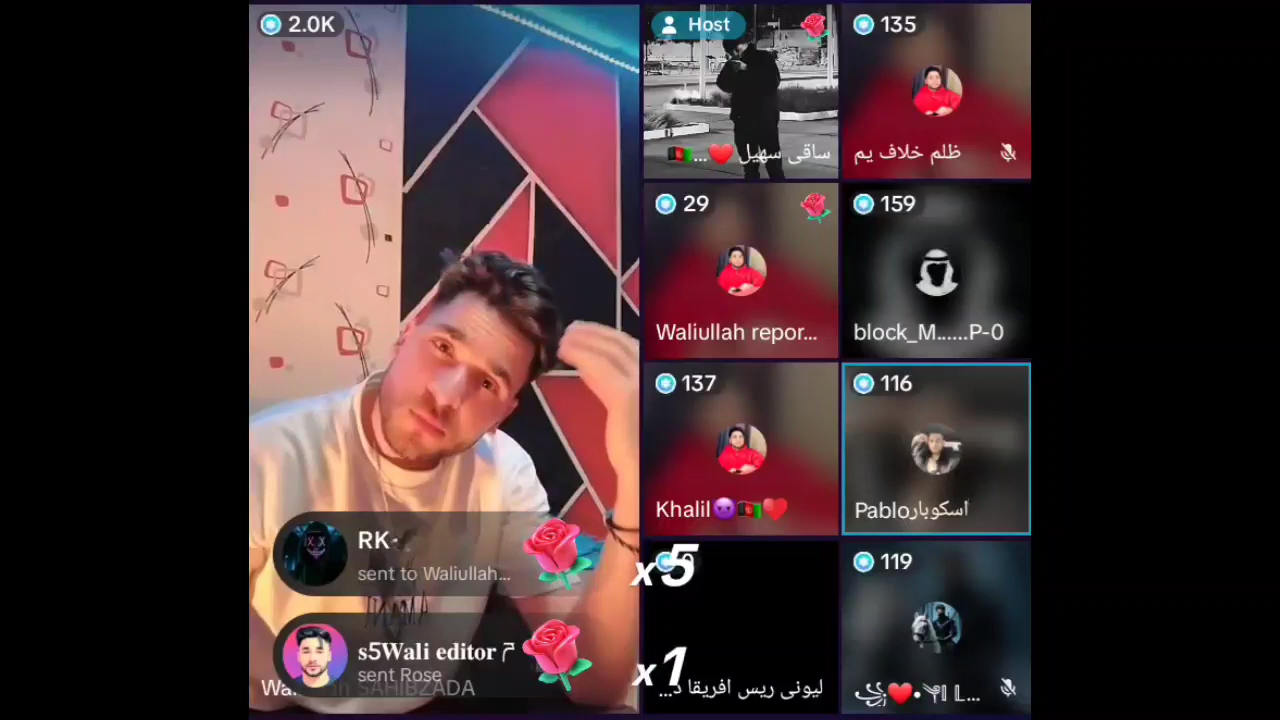 2.0K
Host
ساقی سهیل ❤️...🇦🇫
135
ظلم خلاف یم
29
Waliullah repor...
159
block_M......P-0
137
Khalil😈🇦🇫❤️
116
Pabloاسکوبار
RK-
sent to Waliullah...
x5
s5Wali editor
sent Rose
x1
SAHIBZADA
لیونی ریس افریقا د...
119